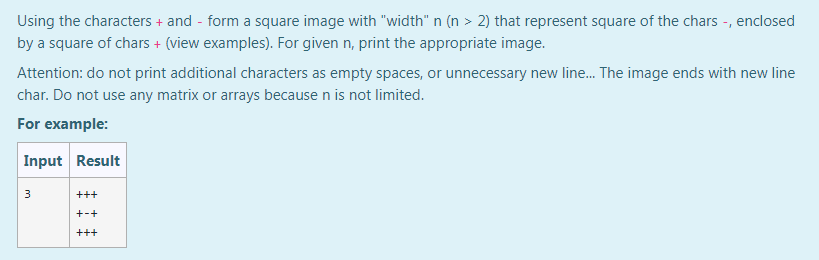 Using the characters + and - form a square image with "width" n (n > 2) that represent square of the chars -, enclosed
by a square of chars + (view examples). For given n, print the appropriate image.
Attention: do not print additional characters as empty spaces, or unnecessary new line... The image ends with new line
char. Do not use any matrix or arrays because n is not limited.
For example:
Input Result
3 +++
+-+
+++